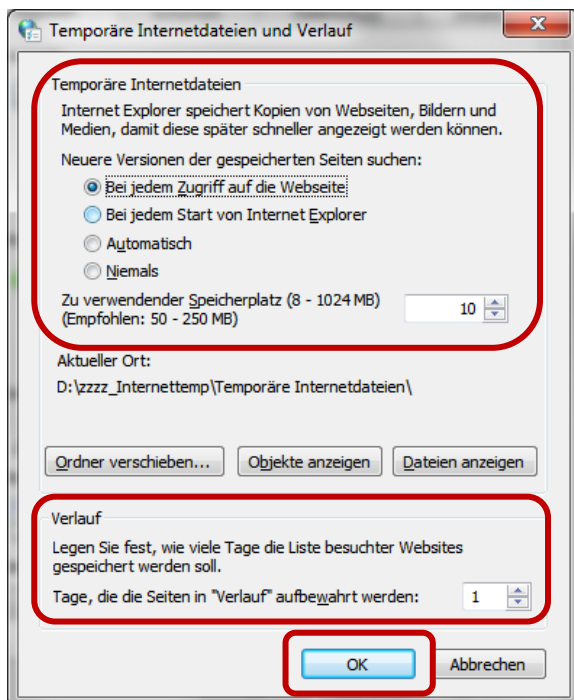 Temporäre Internetdateien und Verlauf
Temporäre Internetdateien
Internet Explorer speichert Kopien von Webseiten, Bildern und
Medien, damit diese später schneller angezeigt werden können.
Neuere Versionen der gespeicherten Seiten suchen:
Bei jedem Zugriff auf die Webseite
Bei jedem Start von Internet Explorer
Automatisch
Niemals
Zu verwendender Speicherplatz (8 - 1024 MB) 10
(Empfohlen: 50 - 250 MB)
Aktueller Ort:
D:\zzzz_Internettemp\Temporäre Internetdateien\
Ordner verschieben... Objekte anzeigen Dateien anzeigen
Verlauf
Legen Sie fest, wie viele Tage die Liste besuchter Websites
gespeichert werden soll.
Tage, die die Seiten in "Verlauf" aufbewahrt werden: 1
OK Abbrechen